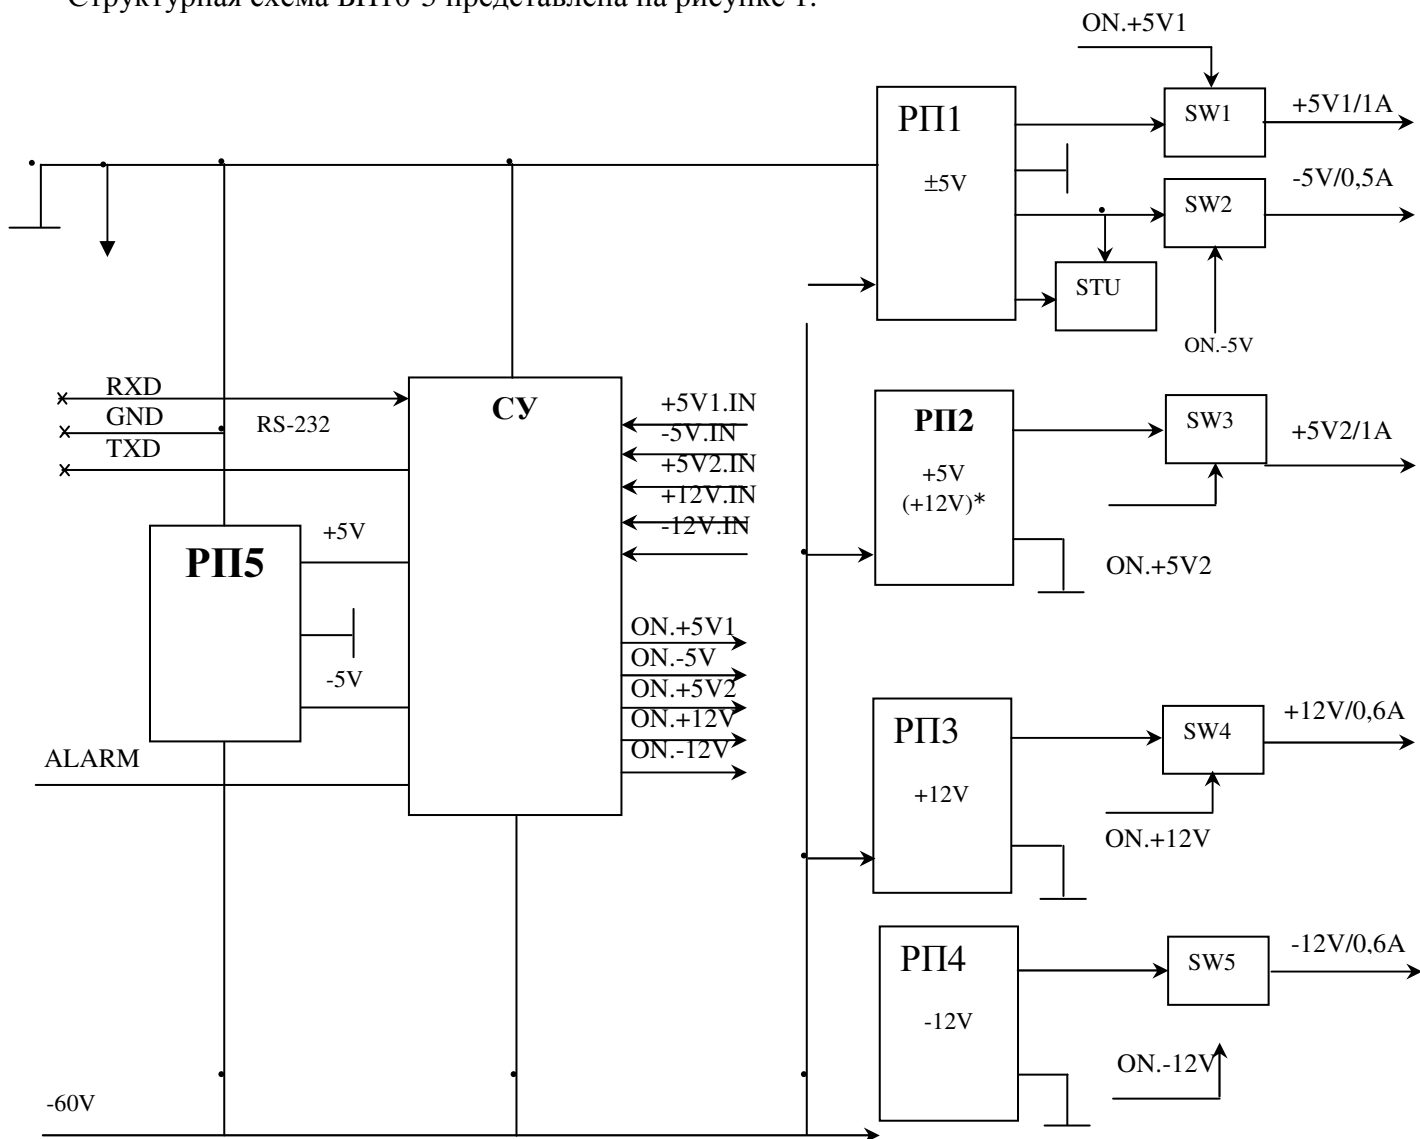 Структурная схема БП10-5 представлена на рисунке 1.
ON.+5V1
РП1
±5V
SW1
+5V1/1A
-5V/0,5A
SW2
STU
ON.-5V
RXD
GND
TXD
RS-232
СУ
+5V1.IN
-5V.IN
+5V2.IN
+12V.IN
-12V.IN
РП2
+5V
(+12V)*
SW3
+5V2/1A
ON.+5V2
РП5
+5V
-5V
ON.+5V1
ON.-5V
ON.+5V2
ON.+12V
ON.-12V
ALARM
РП3
+12V
SW4
+12V/0,6A
ON.+12V
РП4
-12V
SW5
-12V/0,6A
ON.-12V
-60V